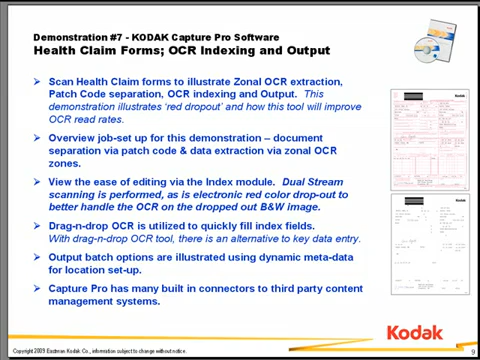 Demonstration #7 - KODAK Capture Pro Software
Health Claim Forms; OCR Indexing and Output
Scan Health Claim forms to illustrate Zonal OCR extraction,
Patch Code separation, OCR indexing and Output. This
demonstration illustrates 'red dropout' and how this tool will improve
OCR read rates.
Overview job-set up for this demonstration – document
separation via patch code & data extraction via zonal OCR
zones.
View the ease of editing via the Index module. Dual Stream
scanning is performed, as is electronic red color drop-out to
better handle the OCR on the dropped out B&W image.
Drag-n-drop OCR is utilized to quickly fill index fields.
With drag-n-drop OCR tool, there is an alternative to key data entry.
Output batch options are illustrated using dynamic meta-data
for location set-up.
Capture Pro has many built in connectors to third party content
management systems.
Kodak
Copyright 2009 Eastman Kodak Co., information subject to change without notice.
9